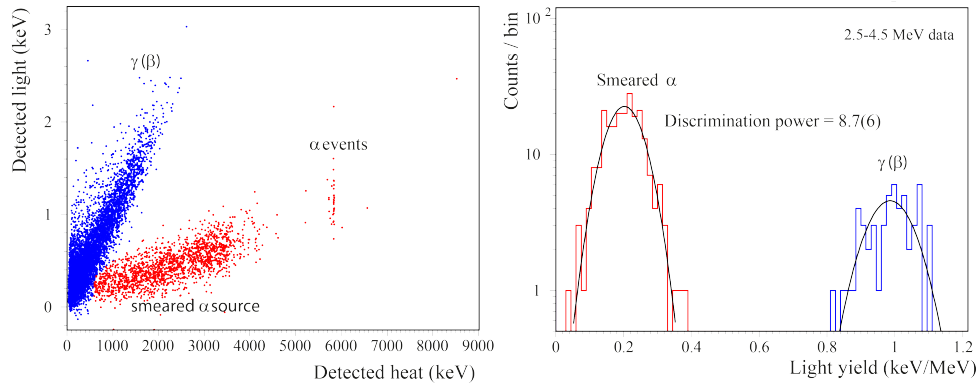 Detected light (keV)
3
2
1
0
γ (β)
α events
smeared α source
0
1000
2000
3000
4000
5000
6000
7000
8000
9000
Detected heat (keV)
Counts / bin
10²
10
1
2.5-4.5 MeV data
Smeared α
Discrimination power = 8.7(6)
γ (β)
0
0.2
0.4
0.6
0.8
1
1.2
Light yield (keV/MeV)